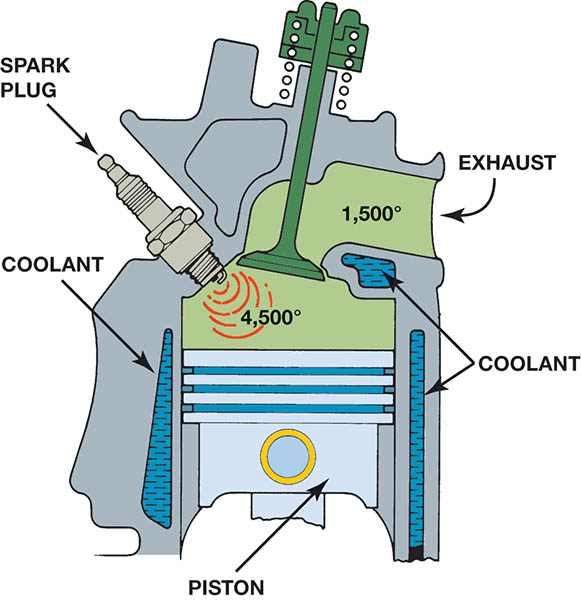 SPARK
PLUG
EXHAUST
1,500°
COOLANT
4,500°
COOLANT
PISTON